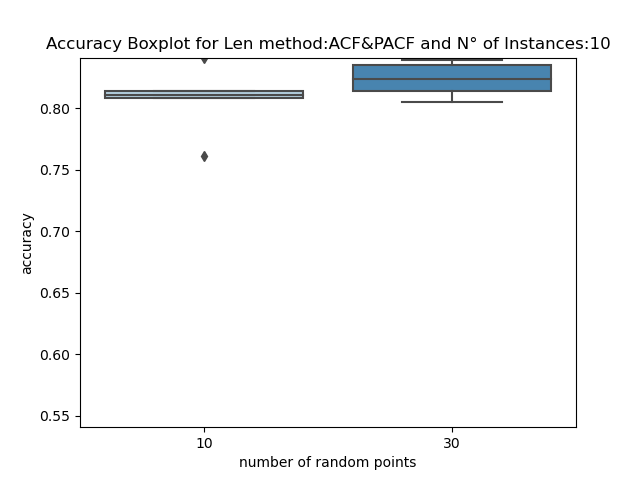 Accuracy Boxplot for Len method:ACF&PACF and N° of Instances:10
0.80
0.75
0.70
0.65
0.60
0.55
accuracy
10 30
number of random points